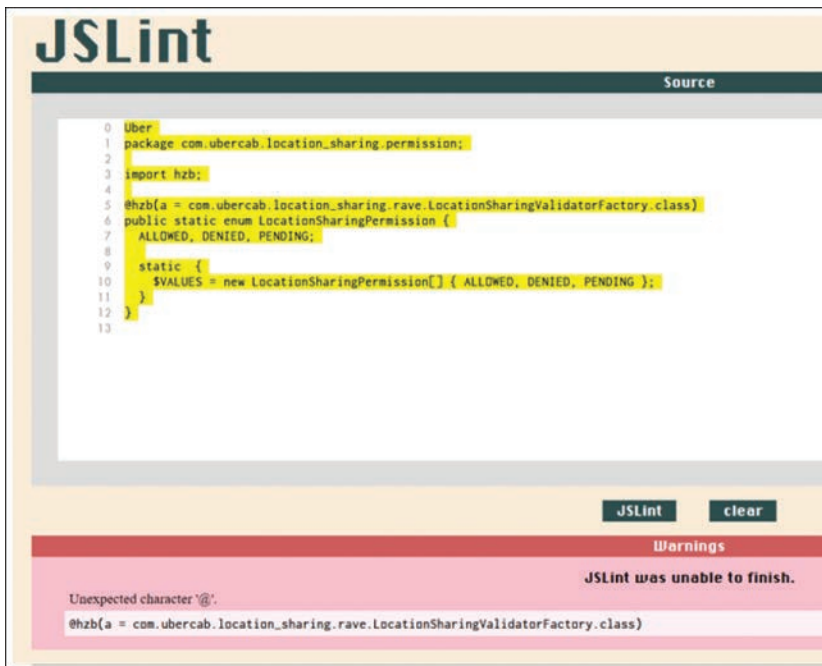 JSLint
Source
0 Uber
1 package com.ubercab.location_sharing.permission;
2
3 import hzb;
4
5 @hzb(a = com.ubercab.location_sharing.rave.LocationSharingValidatorFactory.class)
6 public static enum LocationSharingPermission {
7 ALLOWED, DENIED, PENDING;
8
9 static {
10 $VALUES = new LocationSharingPermission[] { ALLOWED, DENIED, PENDING };
11 }
12 }
13
JSLint clear
Warnings
JSLint was unable to finish.
Unexpected character '@'.
@hzb(a = com.ubercab.location_sharing.rave.LocationSharingValidatorFactory.class)